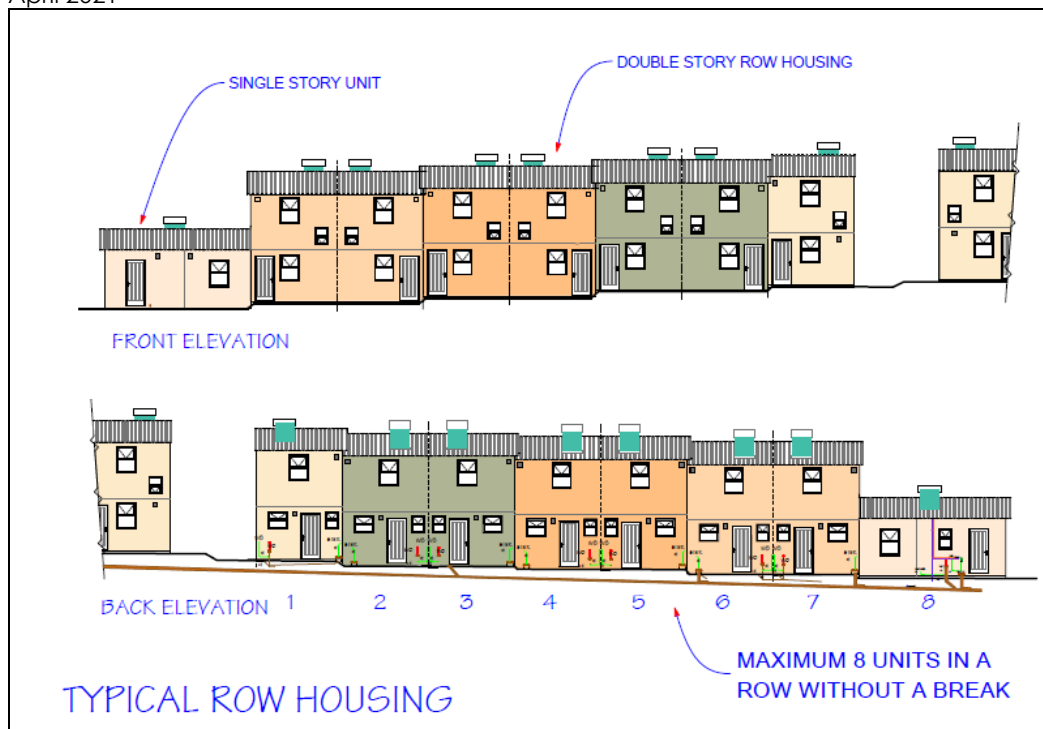 SINGLE STORY UNIT
DOUBLE STORY ROW HOUSING
FRONT ELEVATION
BACK ELEVATION 1 2 3 4 5 6 7 8
MAXIMUM 8 UNITS IN A
ROW WITHOUT A BREAK
TYPICAL ROW HOUSING